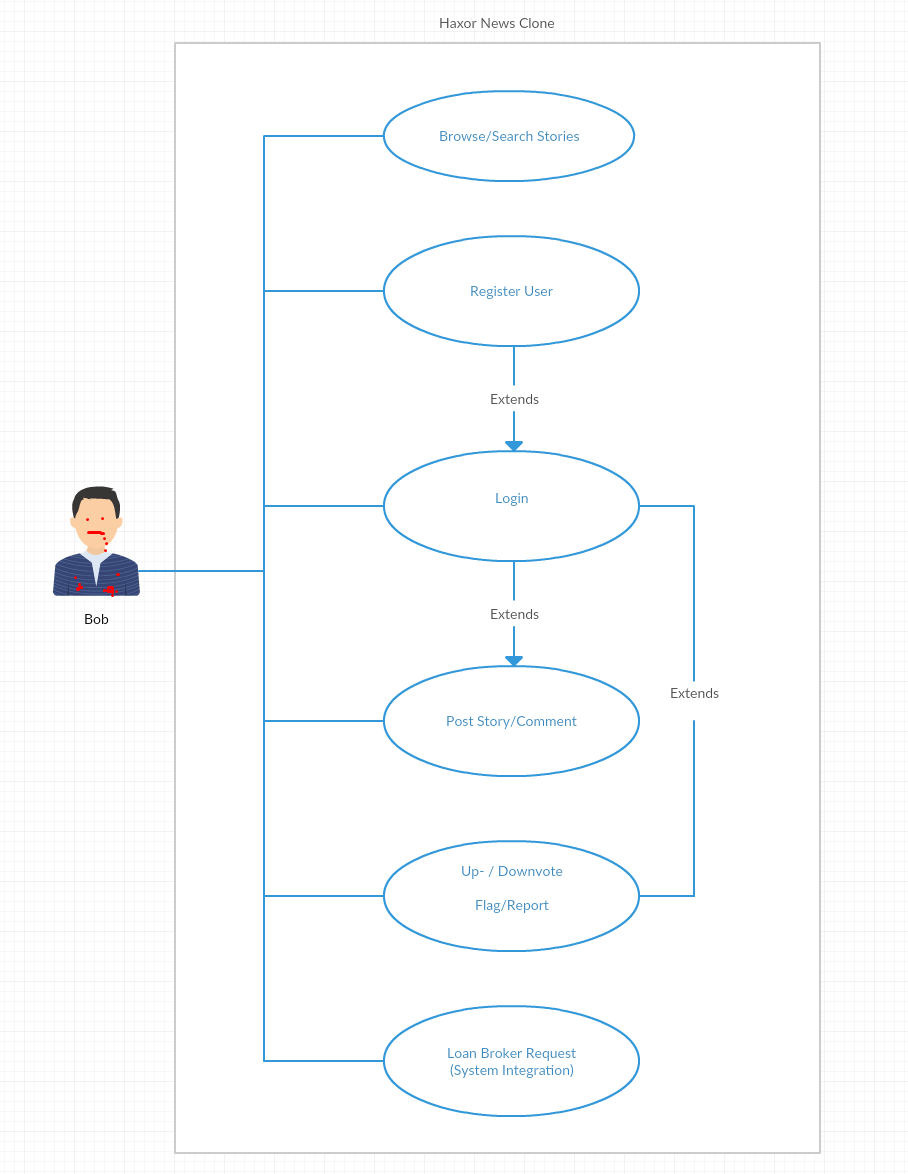 Haxor News Clone
Browse/Search Stories
Register User
Extends
Login
Bob
Extends
Extends
Post Story/Comment
Up- / Downvote
Flag/Report
Loan Broker Request
(System Integration)